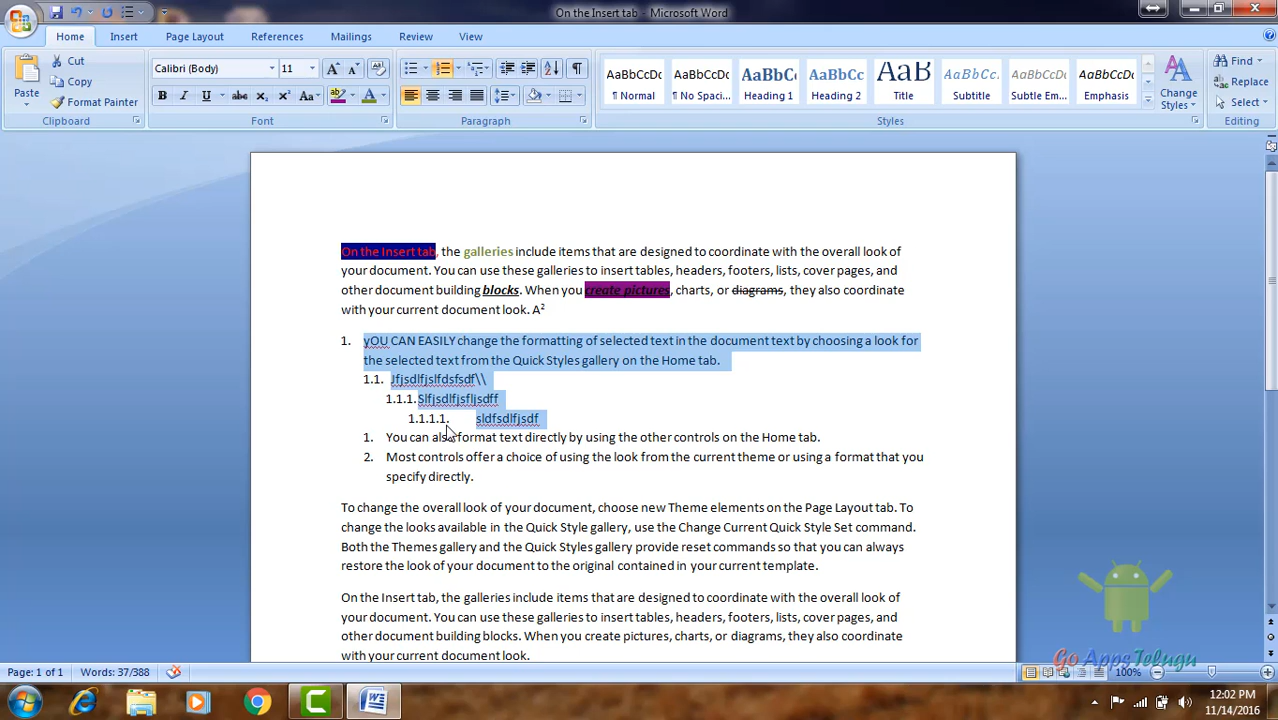 On the Insert tab - Microsoft Word
Home Insert Page Layout References Mailings Review View
Paste
Cut
Copy
Format Painter
Clipboard
Calibri (Body) 11
B I U abc x₂ x² Aa
Font
Paragraph
AaBbCcDc AaBbCcDc AaBbCc AaBbCc AaB AaBbCc. AaBbCcDc AaBbCcDc
¶ Normal ¶ No Spaci... Heading 1 Heading 2 Title Subtitle Subtle Em... Emphasis
Change
Styles
Styles
Find
Replace
Select
Editing
On the Insert tab, the galleries include items that are designed to coordinate with the overall look of
your document. You can use these galleries to insert tables, headers, footers, lists, cover pages, and
other document building blocks. When you create pictures, charts, or diagrams, they also coordinate
with your current document look. A²
1. yOU CAN EASILY change the formatting of selected text in the document text by choosing a look for
the selected text from the Quick Styles gallery on the Home tab.
1.1. Jfjsdlfjslfdsfsdf\\
1.1.1. Slfjsdlfjsfljsdff
1.1.1.1. sldfsdlfjsdf
1. You can also format text directly by using the other controls on the Home tab.
2. Most controls offer a choice of using the look from the current theme or using a format that you
specify directly.
To change the overall look of your document, choose new Theme elements on the Page Layout tab. To
change the looks available in the Quick Style gallery, use the Change Current Quick Style Set command.
Both the Themes gallery and the Quick Styles gallery provide reset commands so that you can always
restore the look of your document to the original contained in your current template.
On the Insert tab, the galleries include items that are designed to coordinate with the overall look of
your document. You can use these galleries to insert tables, headers, footers, lists, cover pages, and
other document building blocks. When you create pictures, charts, or diagrams, they also coordinate
with your current document look.
Go Apps Telugu
Page: 1 of 1 Words: 37/388 100%
12:02 PM
11/14/2016